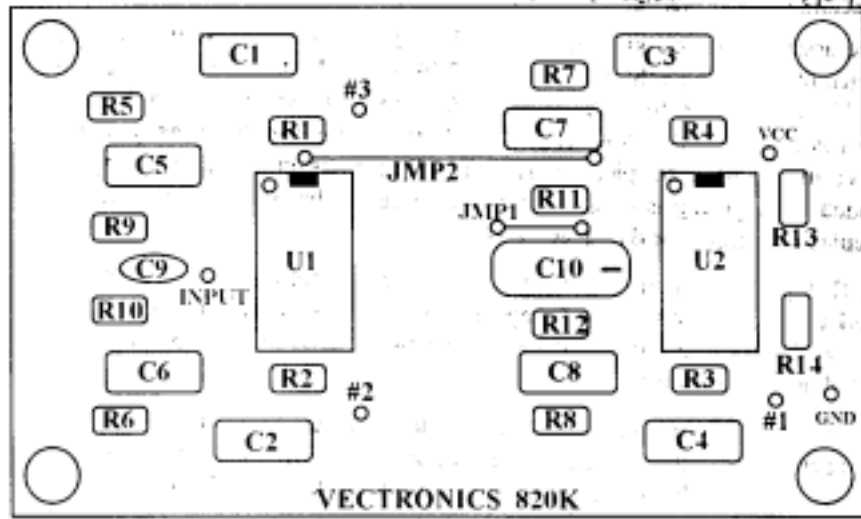 C1
C3
R7
R5
#3
C7
R1
R4
VCC
C5
JMP2
R11
JMP1
R9
R13
U1
C10
U2
C9
INPUT
R10
R12
R14
C6
R2
C8
R3
#2
#1
GND
R6
R8
C2
C4
VECTRONICS 820K